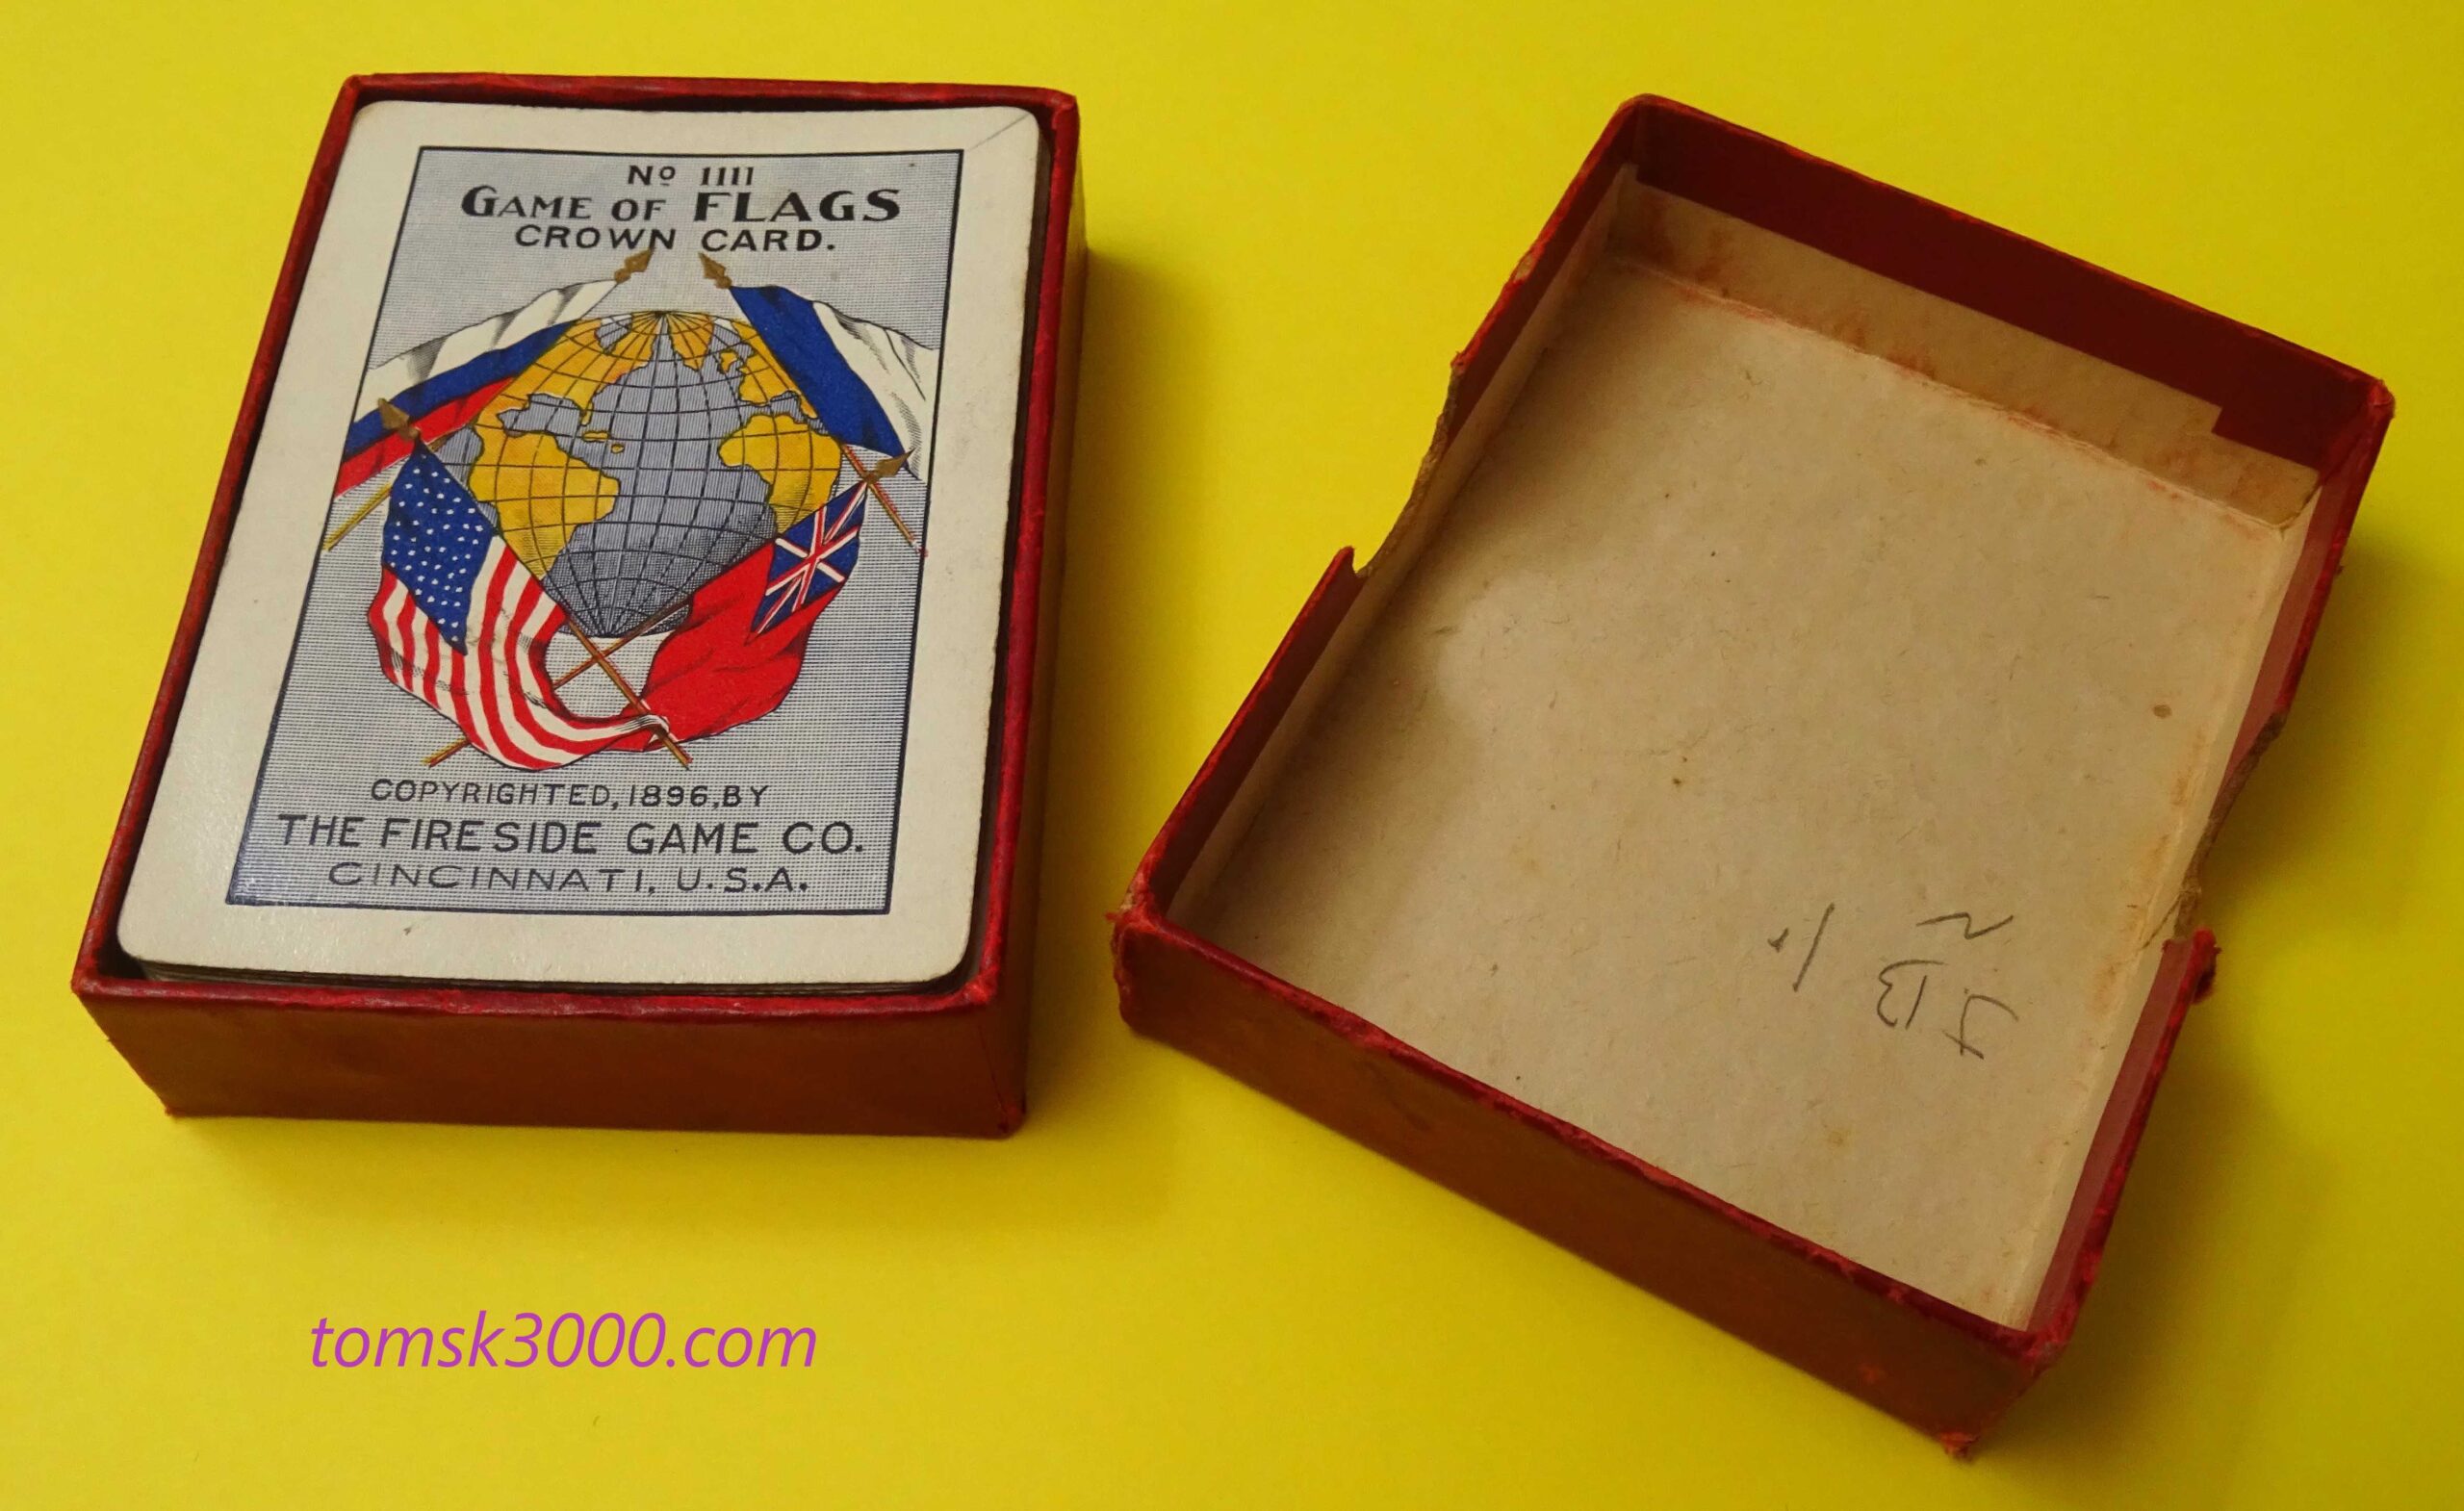 Nº 1111
GAME OF FLAGS
CROWN CARD.
COPYRIGHTED, 1896, BY
THE FIRESIDE GAME CO.
CINCINNATI, U.S.A.
tomsk3000.com